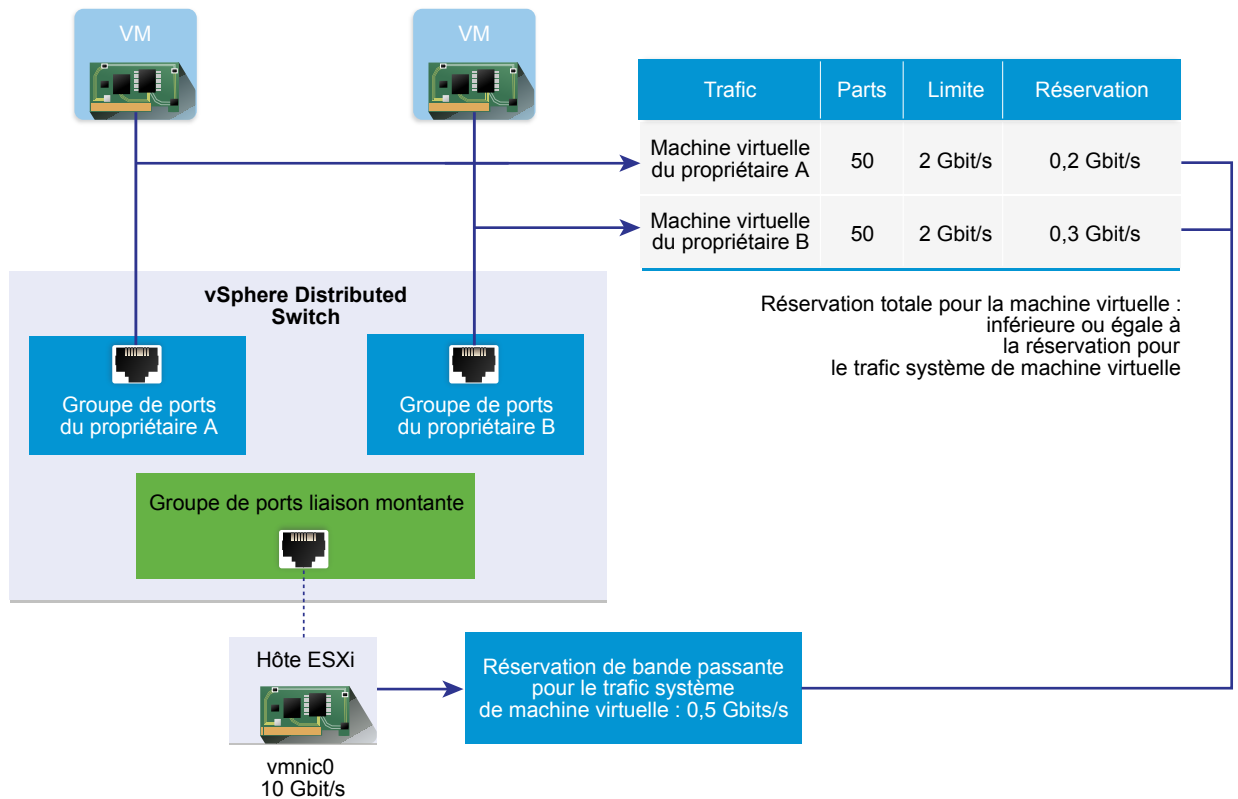 VM
VM
Trafic Parts Limite Réservation
Machine virtuelle
du propriétaire A
50 2 Gbit/s 0,2 Gbit/s
Machine virtuelle
du propriétaire B
50 2 Gbit/s 0,3 Gbit/s
Réservation totale pour la machine virtuelle :
inférieure ou égale à
la réservation pour
le trafic système de machine virtuelle
vSphere Distributed
Switch
Groupe de ports
du propriétaire A
Groupe de ports
du propriétaire B
Groupe de ports liaison montante
Hôte ESXi
vmnic0
10 Gbit/s
Réservation de bande passante
pour le trafic système
de machine virtuelle : 0,5 Gbits/s